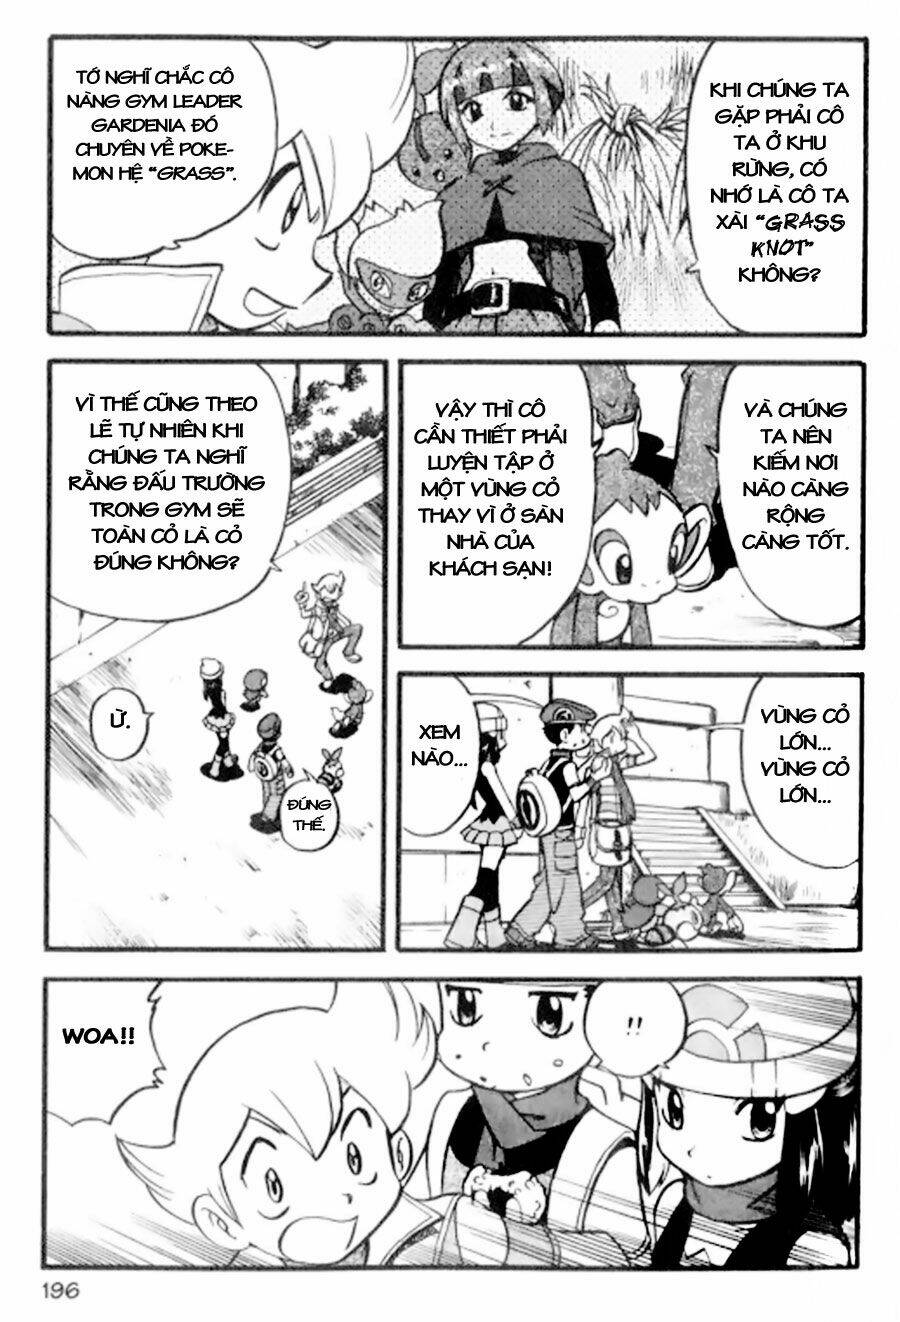 KHI CHÚNG TA
GẶP PHẢI CÔ
TA Ở KHU
RỪNG, CÓ
NHỚ LÀ CÔ TA
XÀI “GRASS
KNOT”
KHÔNG?
TỚ NGHĨ CHẮC CÔ
NÀNG GYM LEADER
GARDENIA ĐÓ
CHUYÊN VỀ POKE-
MON HỆ “GRASS”.
VÀ CHÚNG
TA NÊN
KIẾM NƠI
NÀO CÀNG
RỘNG
CÀNG TỐT.
VẬY THÌ CÔ
CẦN THIẾT PHẢI
LUYỆN TẬP Ở
MỘT VÙNG CỎ
THAY VÌ Ở SÀN
NHÀ CỦA
KHÁCH SẠN!
VÌ THẾ CŨNG THEO
LẼ TỰ NHIÊN KHI
CHÚNG TA NGHĨ
RẰNG ĐẤU TRƯỜNG
TRONG GYM SẼ
TOÀN CỎ LÀ CỎ
ĐÚNG KHÔNG?
Ừ.
ĐÚNG
THẾ.
VÙNG CỎ
LỚN...
VÙNG CỎ
LỚN...
XEM
NÀO...
!!
WOA!!
196